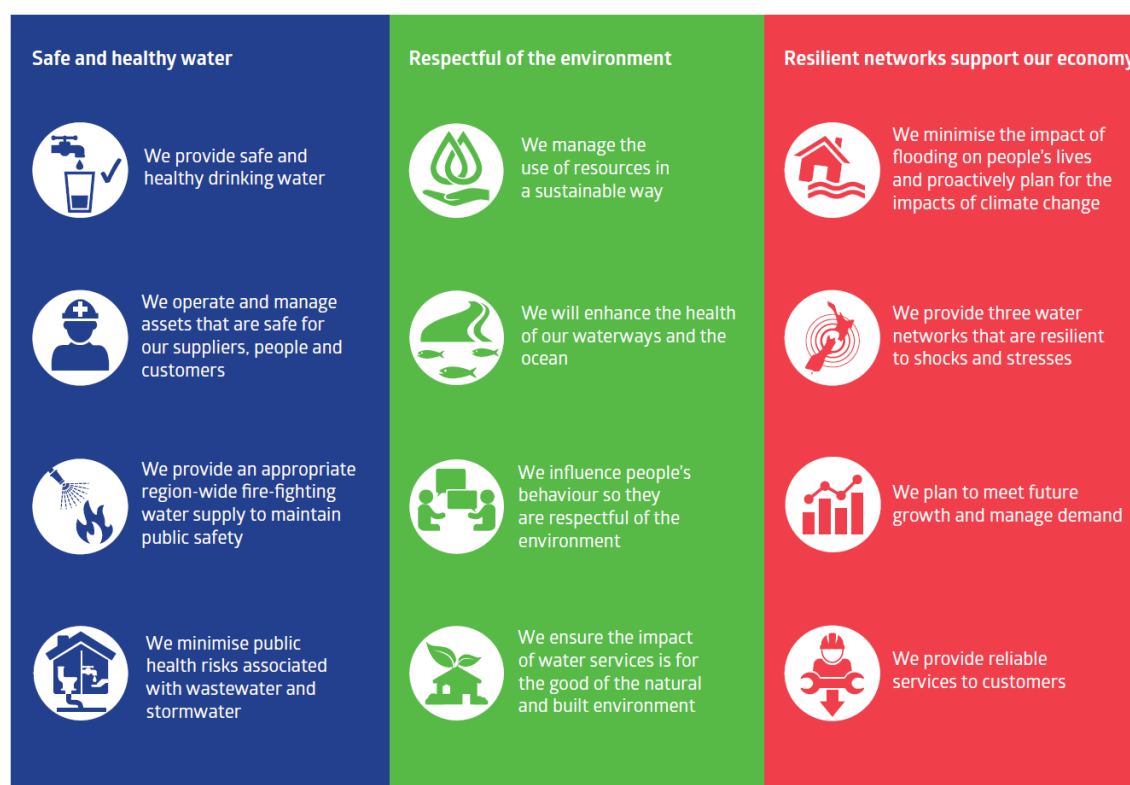 Safe and healthy water
We provide safe and
healthy drinking water
We operate and manage
assets that are safe for
our suppliers, people and
customers
We provide an appropriate
region-wide fire-fighting
water supply to maintain
public safety
We minimise public
health risks associated
with wastewater and
stormwater
Respectful of the environment
We manage the
use of resources in
a sustainable way
We will enhance the health
of our waterways and the
ocean
We influence people's
behaviour so they
are respectful of the
environment
We ensure the impact
of water services is for
the good of the natural
and built environment
Resilient networks support our economy
We minimise the impact of
flooding on people's lives
and proactively plan for the
impacts of climate change
We provide three water
networks that are resilient
to shocks and stresses
We plan to meet future
growth and manage demand
We provide reliable
services to customers